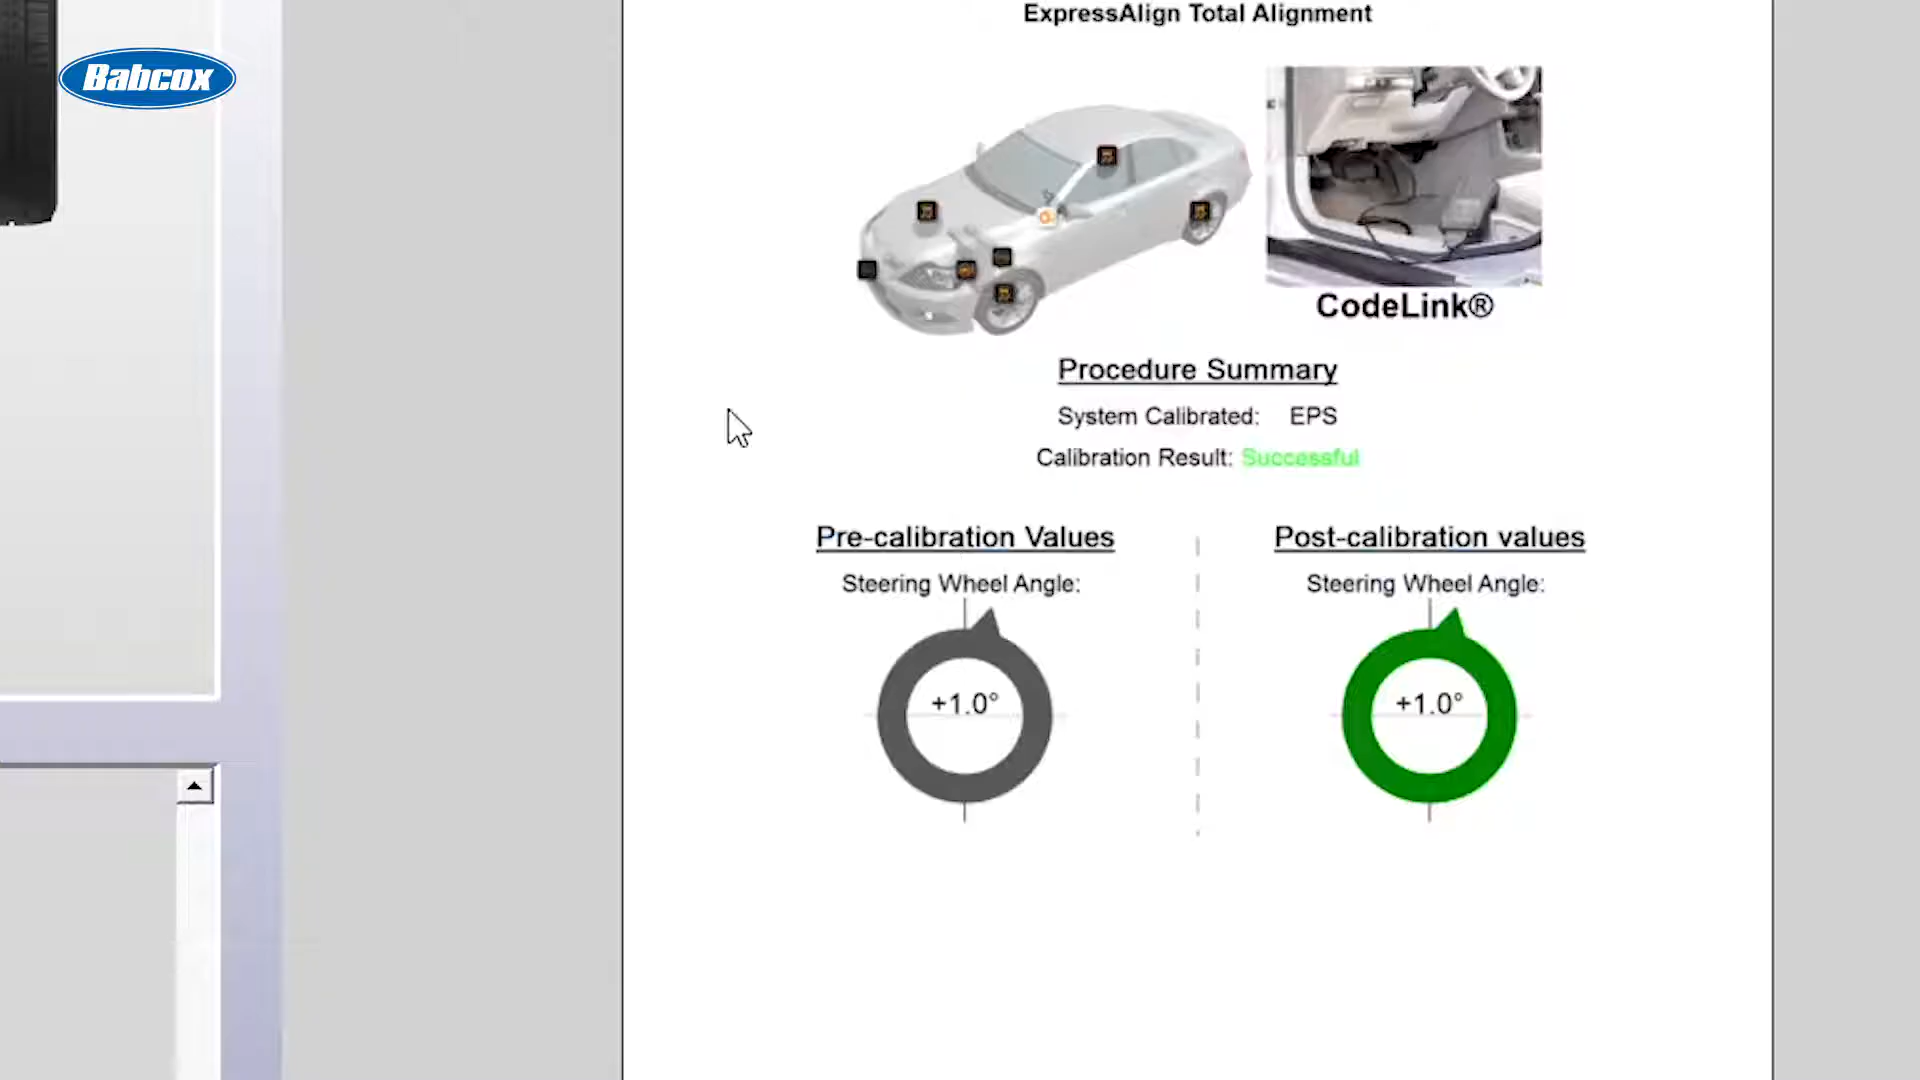 Babcox
ExpressAlign Total Alignment
CodeLink®
Procedure Summary
System Calibrated: EPS
Calibration Result: Successful
Pre-calibration Values
Steering Wheel Angle:
+1.0°
Post-calibration values
Steering Wheel Angle:
+1.0°